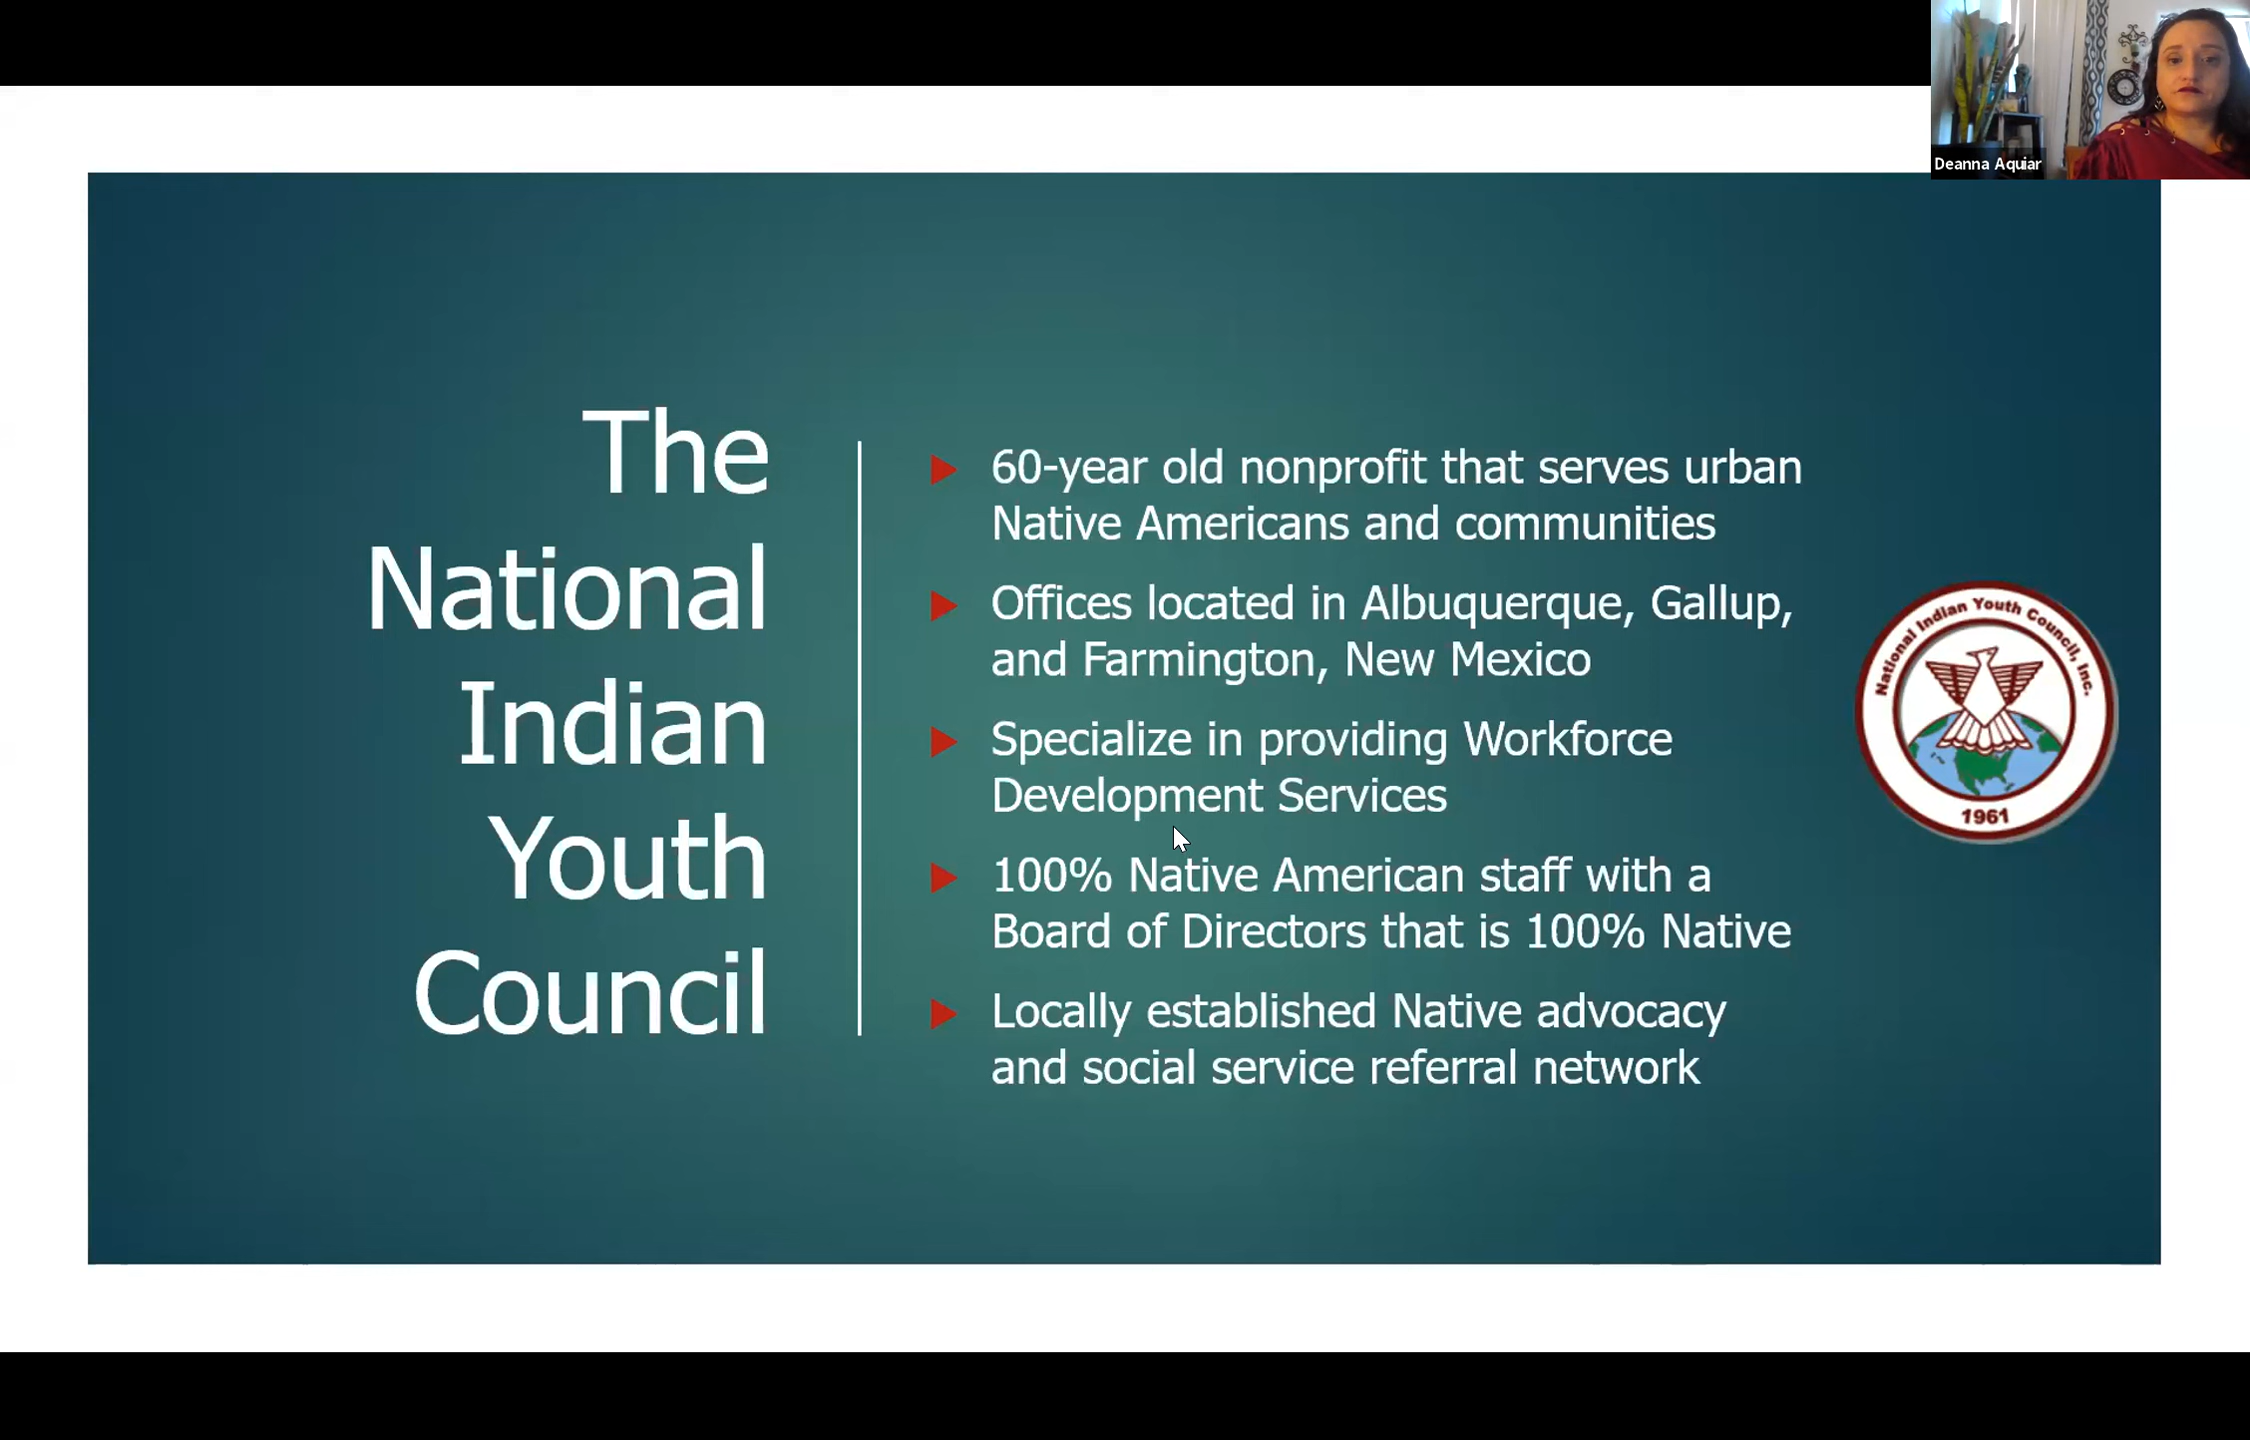 Deanna Aquiar
The
National
Indian
Youth
Council
60-year old nonprofit that serves urban
Native Americans and communities
Offices located in Albuquerque, Gallup,
and Farmington, New Mexico
Specialize in providing Workforce
Development Services
100% Native American staff with a
Board of Directors that is 100% Native
Locally established Native advocacy
and social service referral network
National Indian Youth Council, Inc.
1961